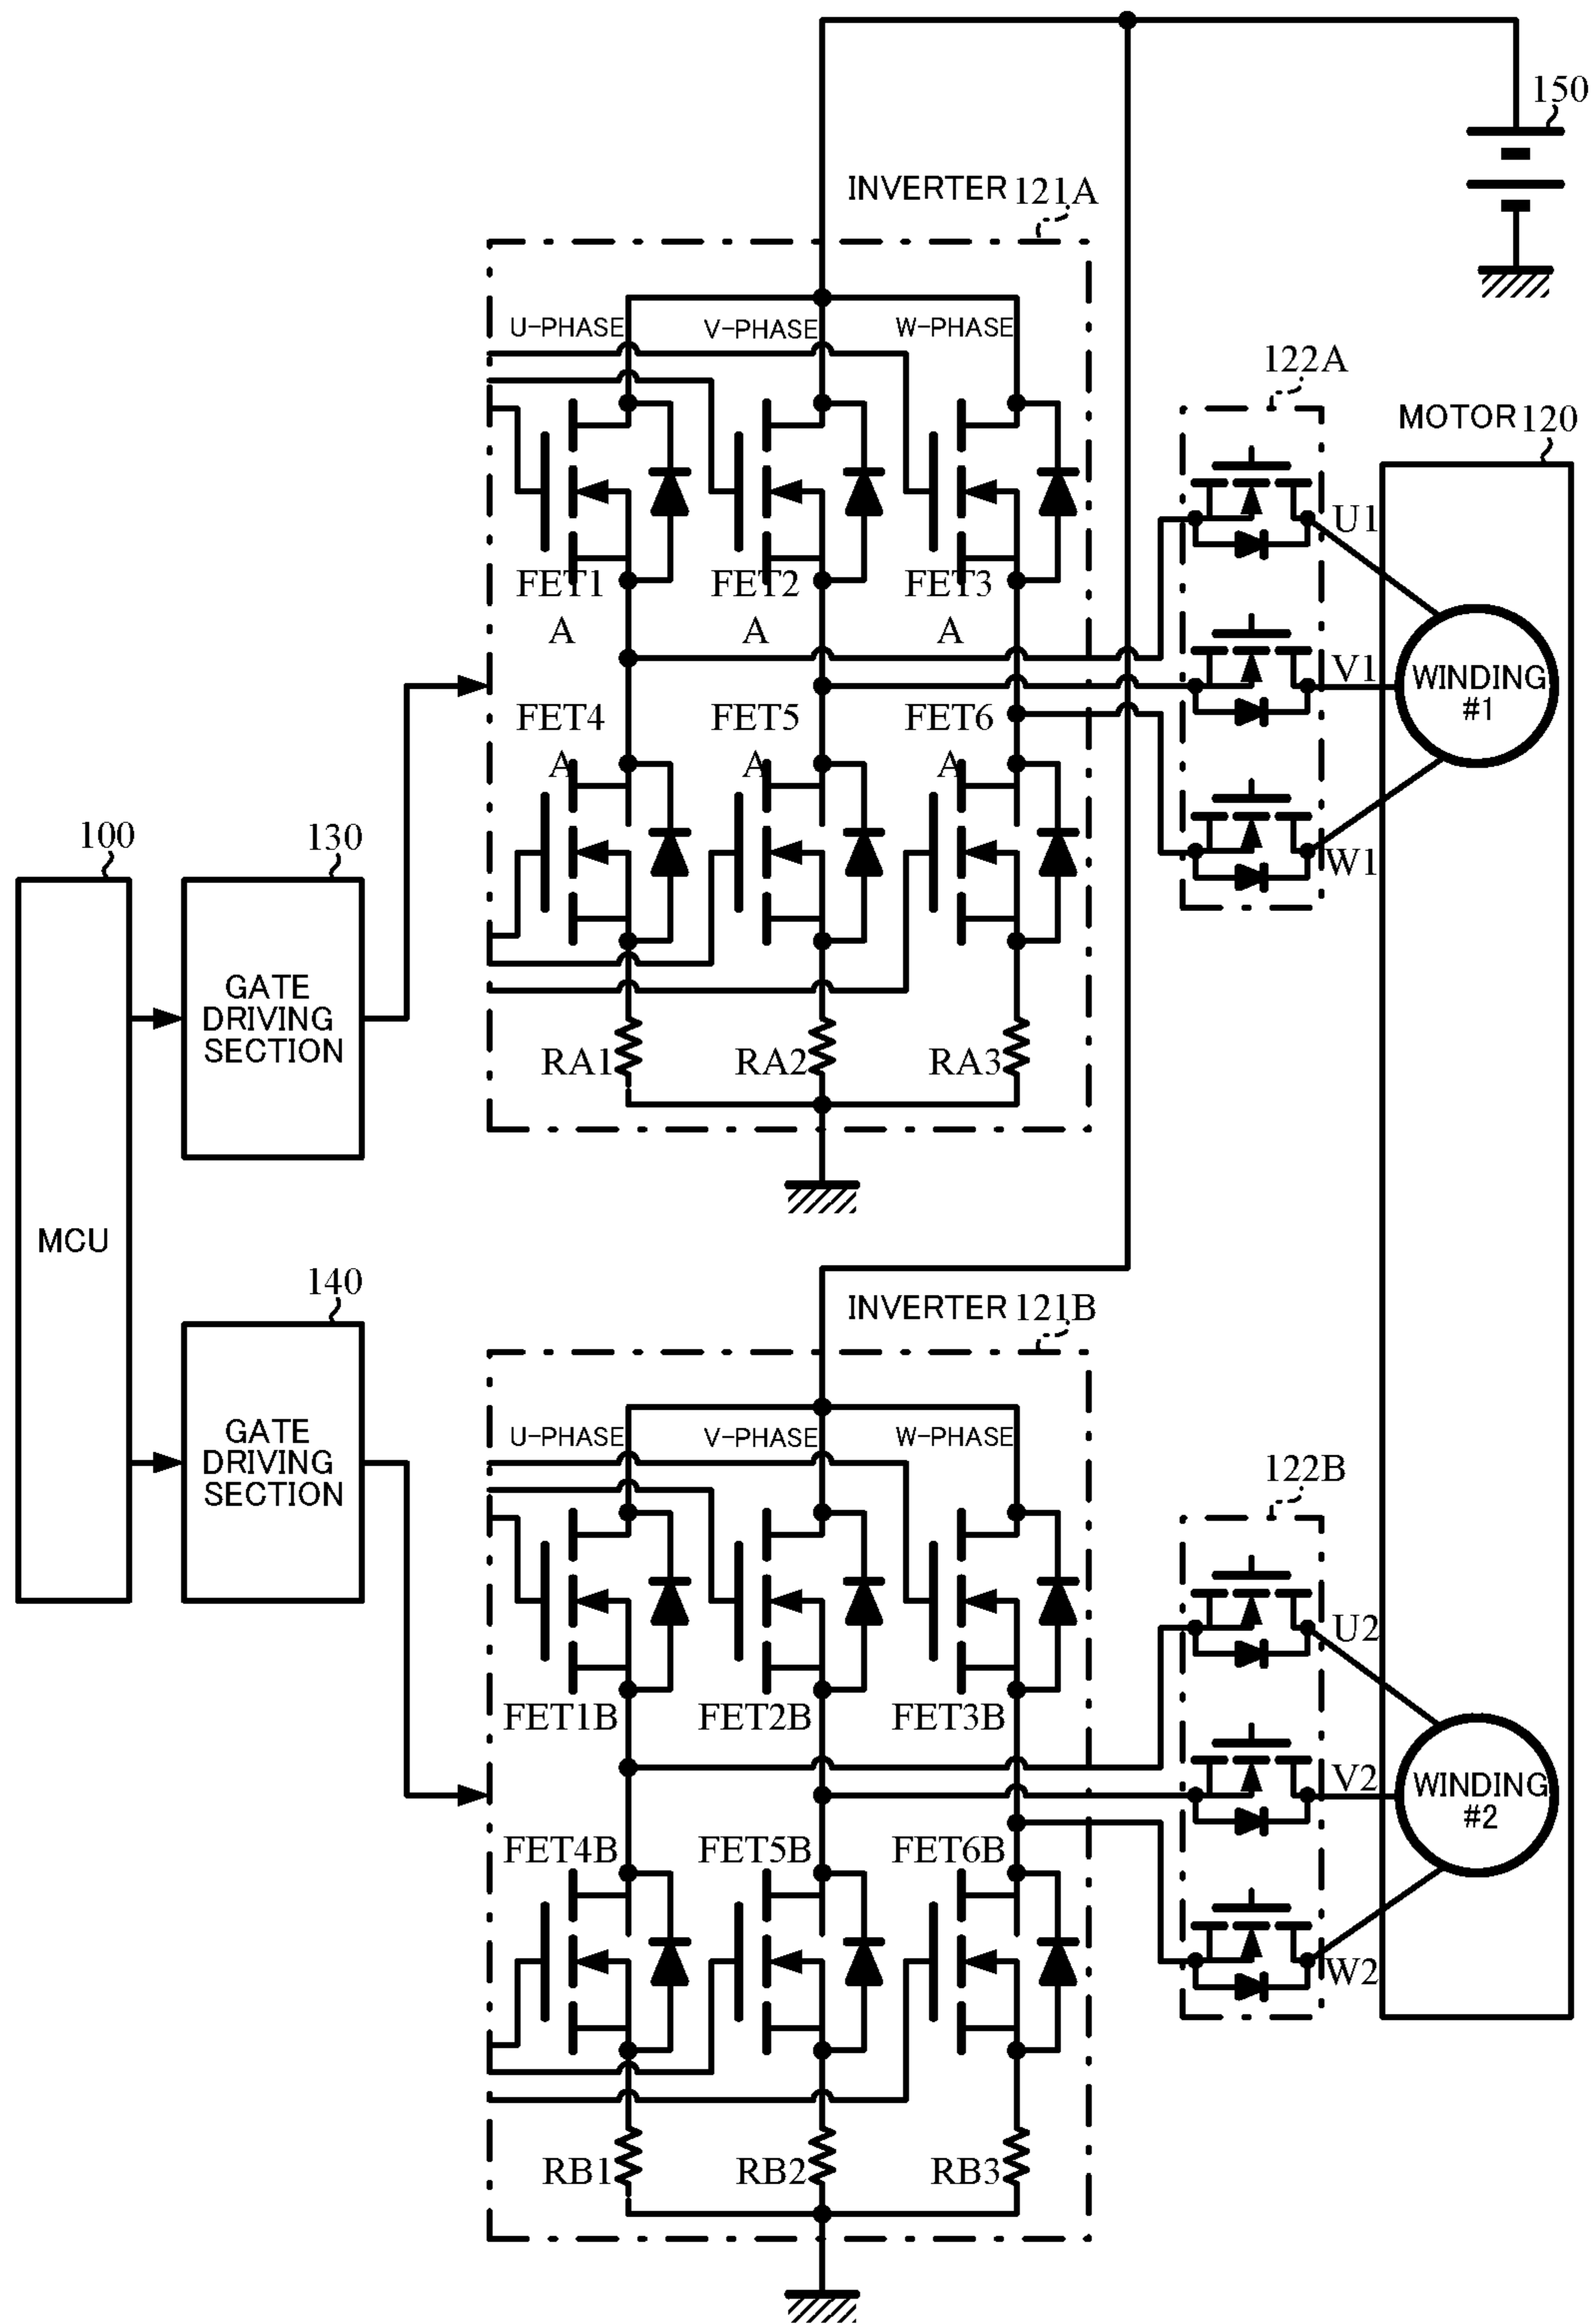 150
INVERTER 121A
U-PHASE
V-PHASE
W-PHASE
122A
MOTOR 120
U1
FET1
A
FET2
A
FET3
A
V1
WINDING
#1
FET4
A
FET5
A
FET6
A
W1
100
130
GATE
DRIVING
SECTION
RA1
RA2
RA3
MCU
140
INVERTER 121B
GATE
DRIVING
SECTION
U-PHASE
V-PHASE
W-PHASE
122B
U2
FET1B
FET2B
FET3B
V2
WINDING
#2
FET4B
FET5B
FET6B
W2
RB1
RB2
RB3